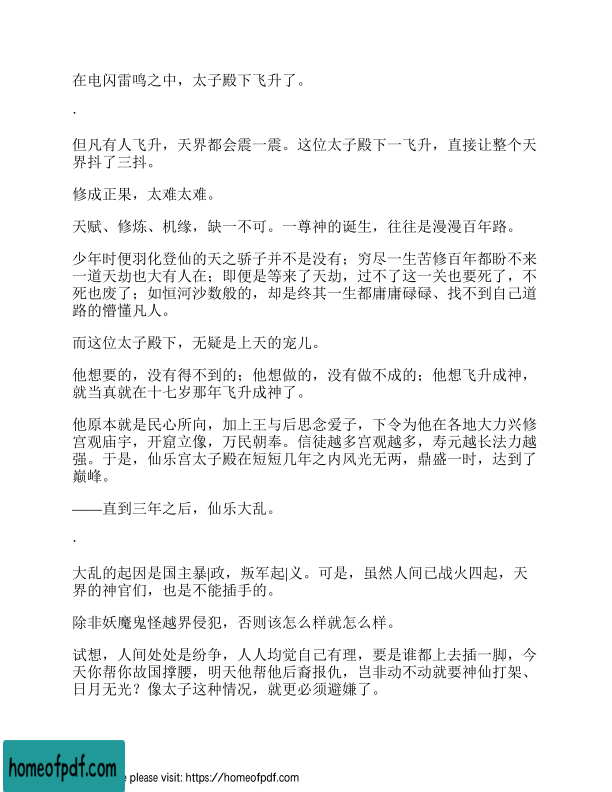 在电闪雷鸣之中，太子殿下飞升了。
.
但凡有人飞升，天界都会震一震。这位太子殿下一飞升，直接让整个天
界抖了三抖。
修成正果，太难太难。
天赋、修炼、机缘，缺一不可。一尊神的诞生，往往是漫漫百年路。
少年时便羽化登仙的天之骄子并不是没有；穷尽一生苦修百年都盼不来
一道天劫也大有人在；即便是等来了天劫，过不了这一关也要死了，不
死也废了；如恒河沙数般的，却是终其一生都庸庸碌碌、找不到自己道
路的懵懂凡人。
而这位太子殿下，无疑是上天的宠儿。
他想要的，没有得不到的；他想做的，没有做不成的；他想飞升成神，
就当真就在十七岁那年飞升成神了。
他原本就是民心所向，加上王与后思念爱子，下令为他在各地大力兴修
宫观庙宇，开窟立像，万民朝奉。信徒越多宫观越多，寿元越长法力越
强。于是，仙乐宫太子殿在短短几年之内风光无两，鼎盛一时，达到了
巅峰。
——直到三年之后，仙乐大乱。
.
大乱的起因是国主暴|政，叛军起|义。可是，虽然人间已战火四起，天
界的神官们，也是不能插手的。
除非妖魔鬼怪越界侵犯，否则该怎么样就怎么样。
试想，人间处处是纷争，人人均觉自己有理，要是谁都上去插一脚，今
天你帮你故国撑腰，明天他帮他后裔报仇，岂非动不动就要神仙打架、
日月无光？像太子这种情况，就更必须避嫌了。
homeofpdf.com
e please visit: https://homeofpdf.com